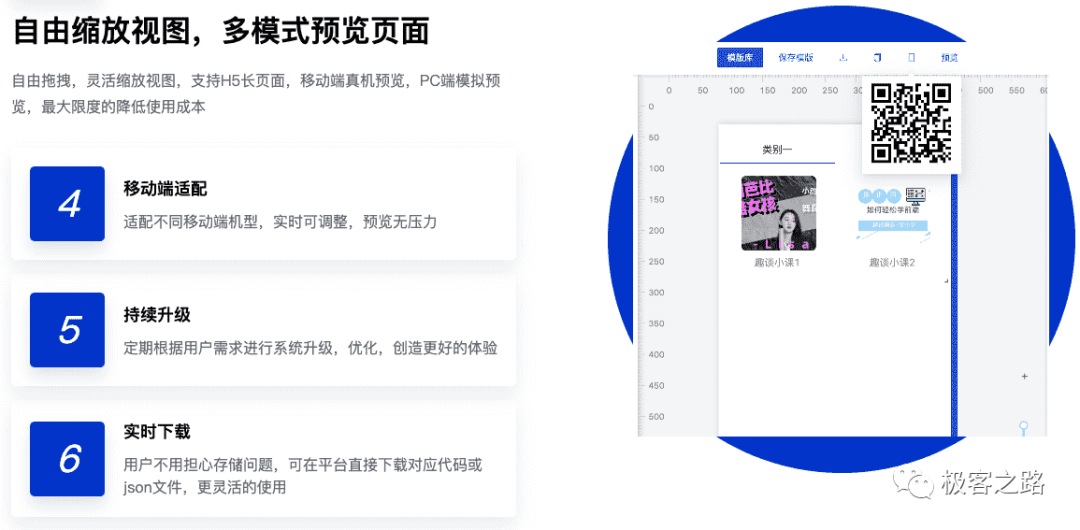 自由缩放视图，多模式预览页面
自由拖拽，灵活缩放视图，支持H5长页面，移动端真机预览，PC端模拟预
览，最大限度的降低使用成本
4
移动端适配
适配不同移动端机型，实时可调整，预览无压力
5
持续升级
定期根据用户需求进行系统升级，优化，创造更好的体验
6
实时下载
用户不用担心存储问题，可在平台直接下载对应代码或
json文件，更灵活的使用
模版库 保存模版 预览
0 50 100 150 200 250 500 550
0
50
100
150
200
250
300
350
400
450
500
类别一
芭比
女孩
-Lisa
如何轻松学前端
趣谈小课1 趣谈小课2
极客之路